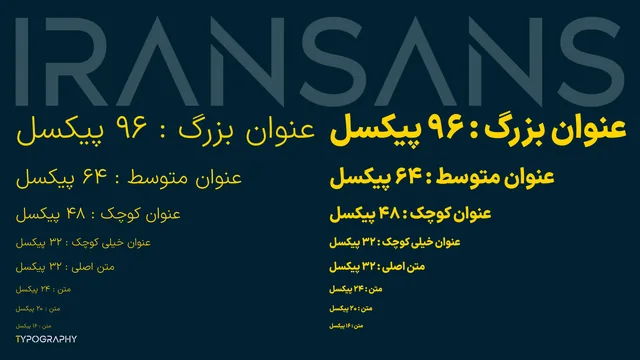 IRANSANS
عنوان بزرگ : ۹۶ پیکسل
عنوان متوسط : ۶۴ پیکسل
عنوان کوچک : ۴۸ پیکسل
عنوان خیلی کوچک : ۳۲ پیکسل
متن اصلی : ۳۲ پیکسل
متن : ۲۴ پیکسل
متن : ۲۰ پیکسل
متن : ۱۶ پیکسل
عنوان بزرگ : ۹۶ پیکسل
عنوان متوسط : ۶۴ پیکسل
عنوان کوچک : ۴۸ پیکسل
عنوان خیلی کوچک : ۳۲ پیکسل
متن اصلی : ۳۲ پیکسل
متن : ۲۴ پیکسل
متن : ۲۰ پیکسل
متن : ۱۶ پیکسل
TYPOGRAPHY